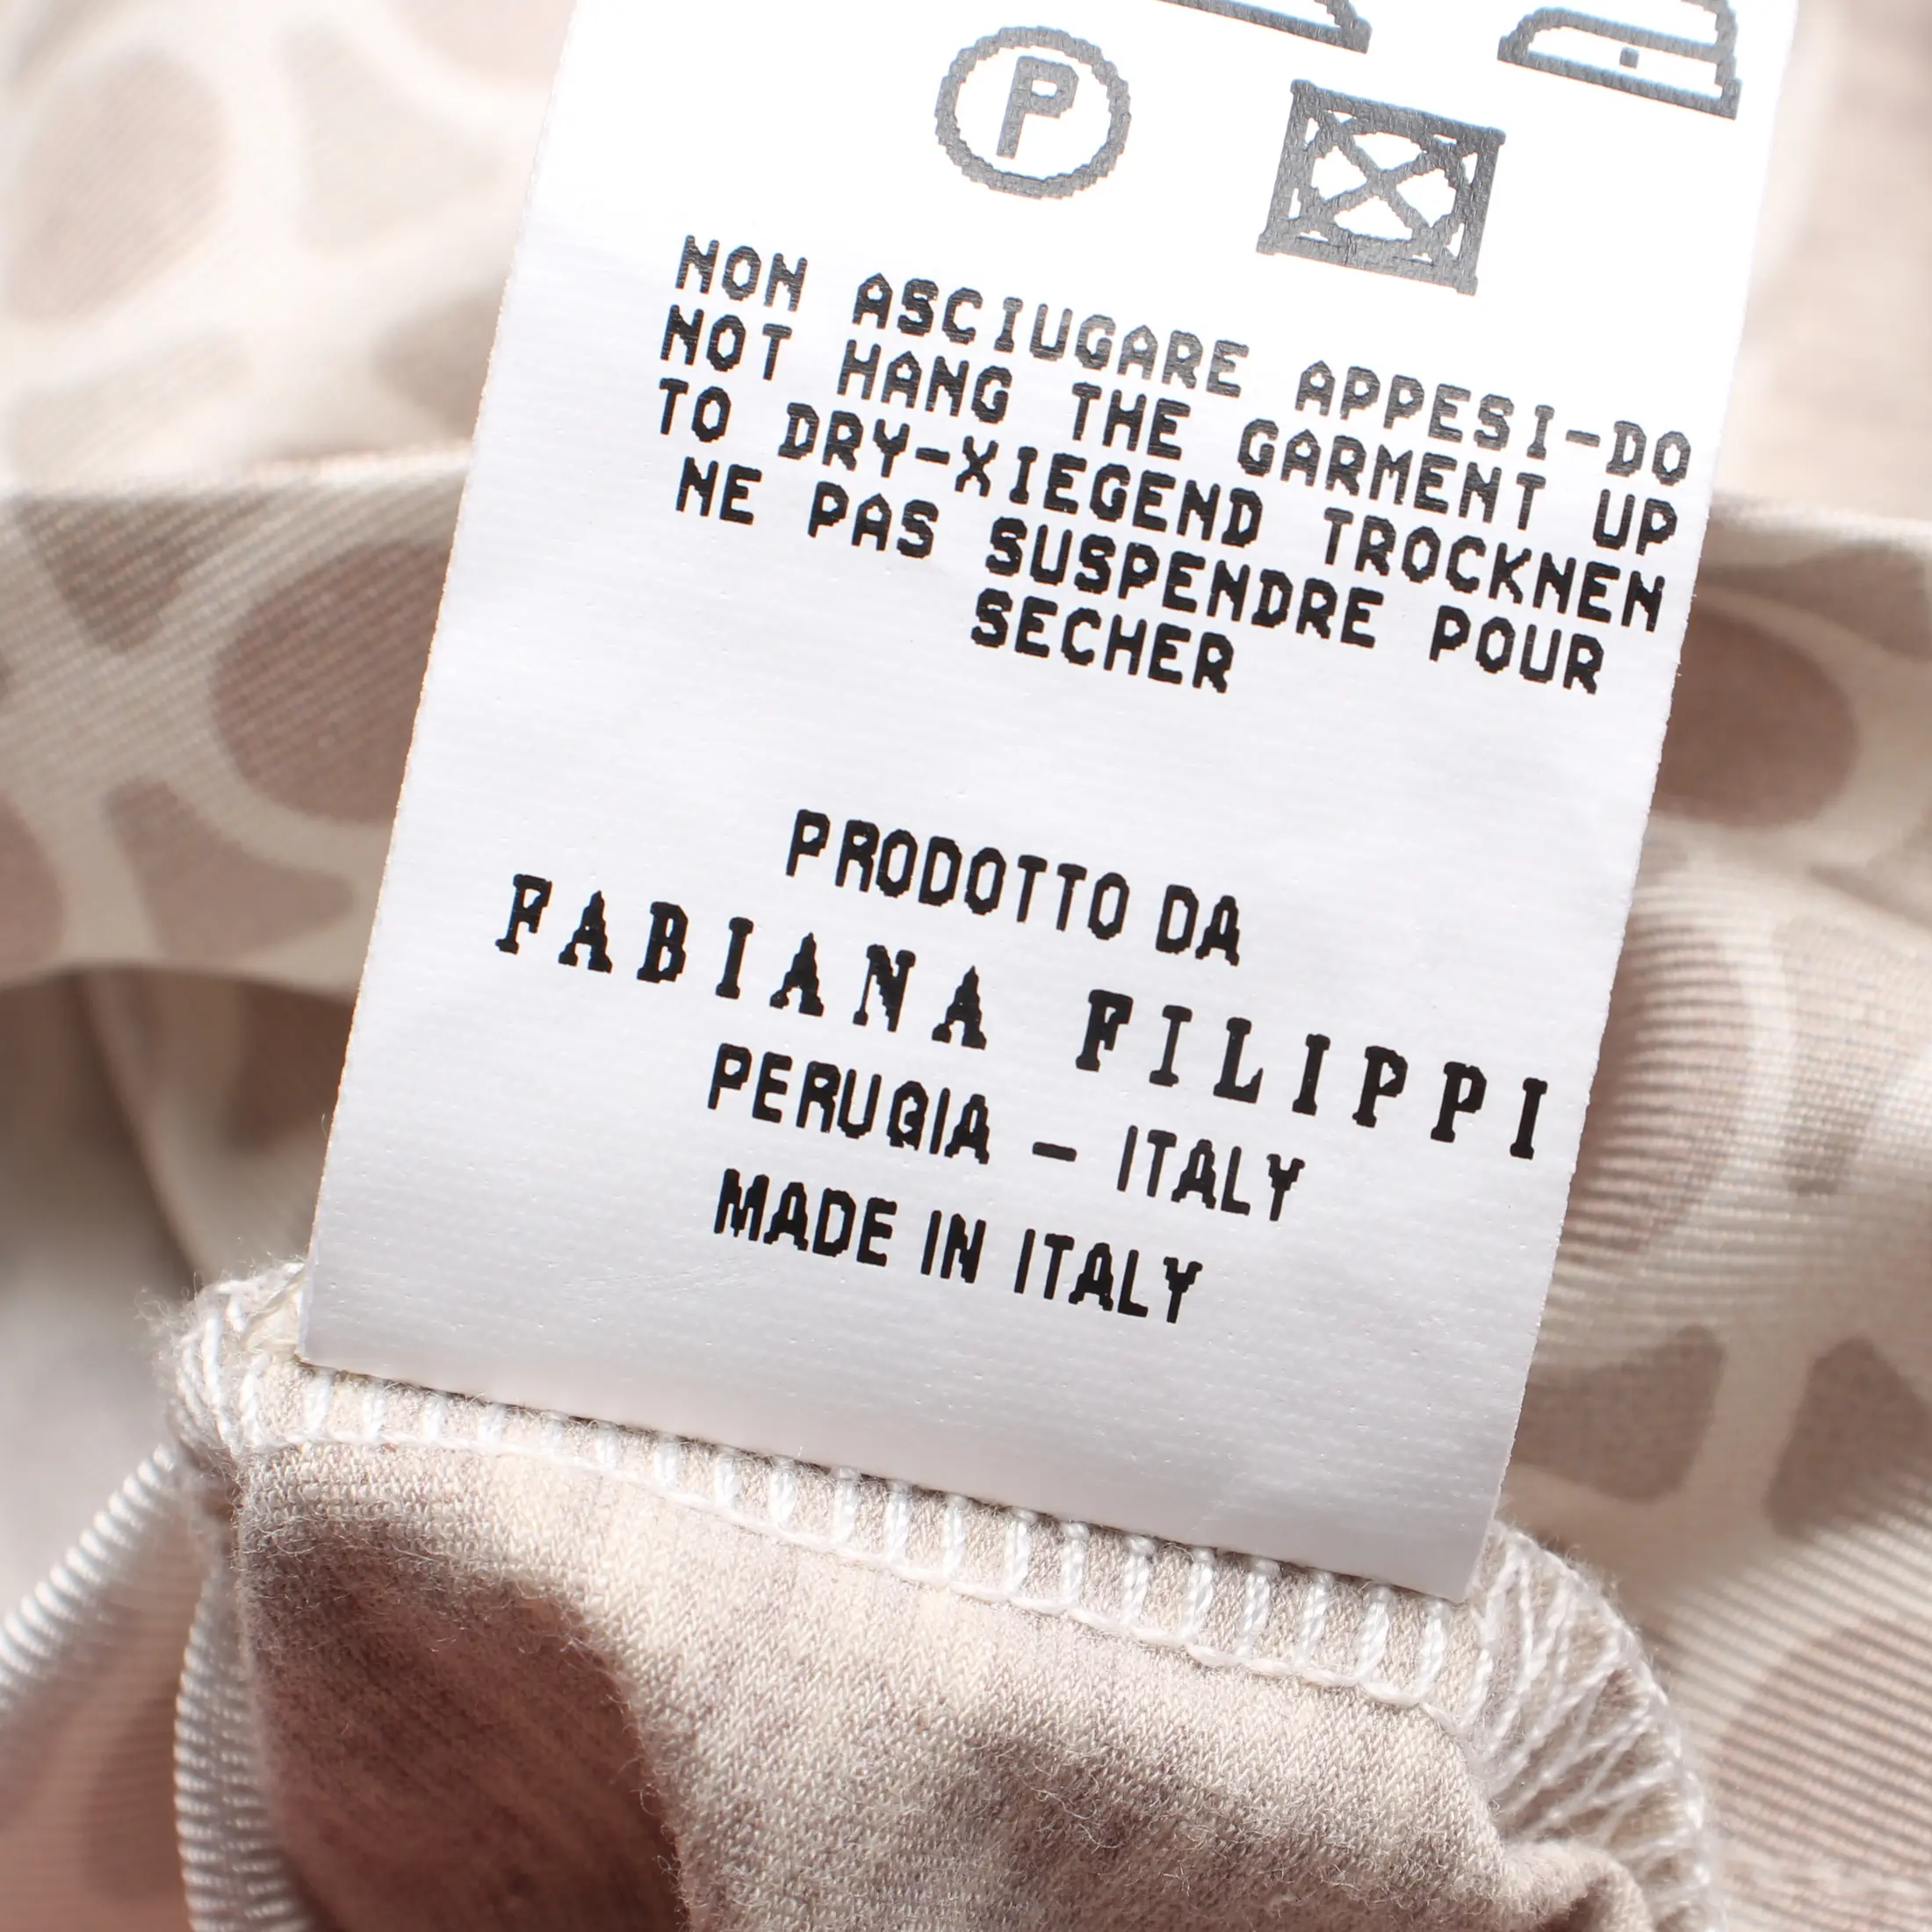 P
NON ASCIUGARE APPESI-DO
NOT HANG THE GARMENT UP
TO DRY-XIEGEND TROCKNEN
NE PAS SUSPENDRE POUR
SECHER
PRODOTTO DA
FABIANA FILIPPI
PERUGIA - ITALY
MADE IN ITALY